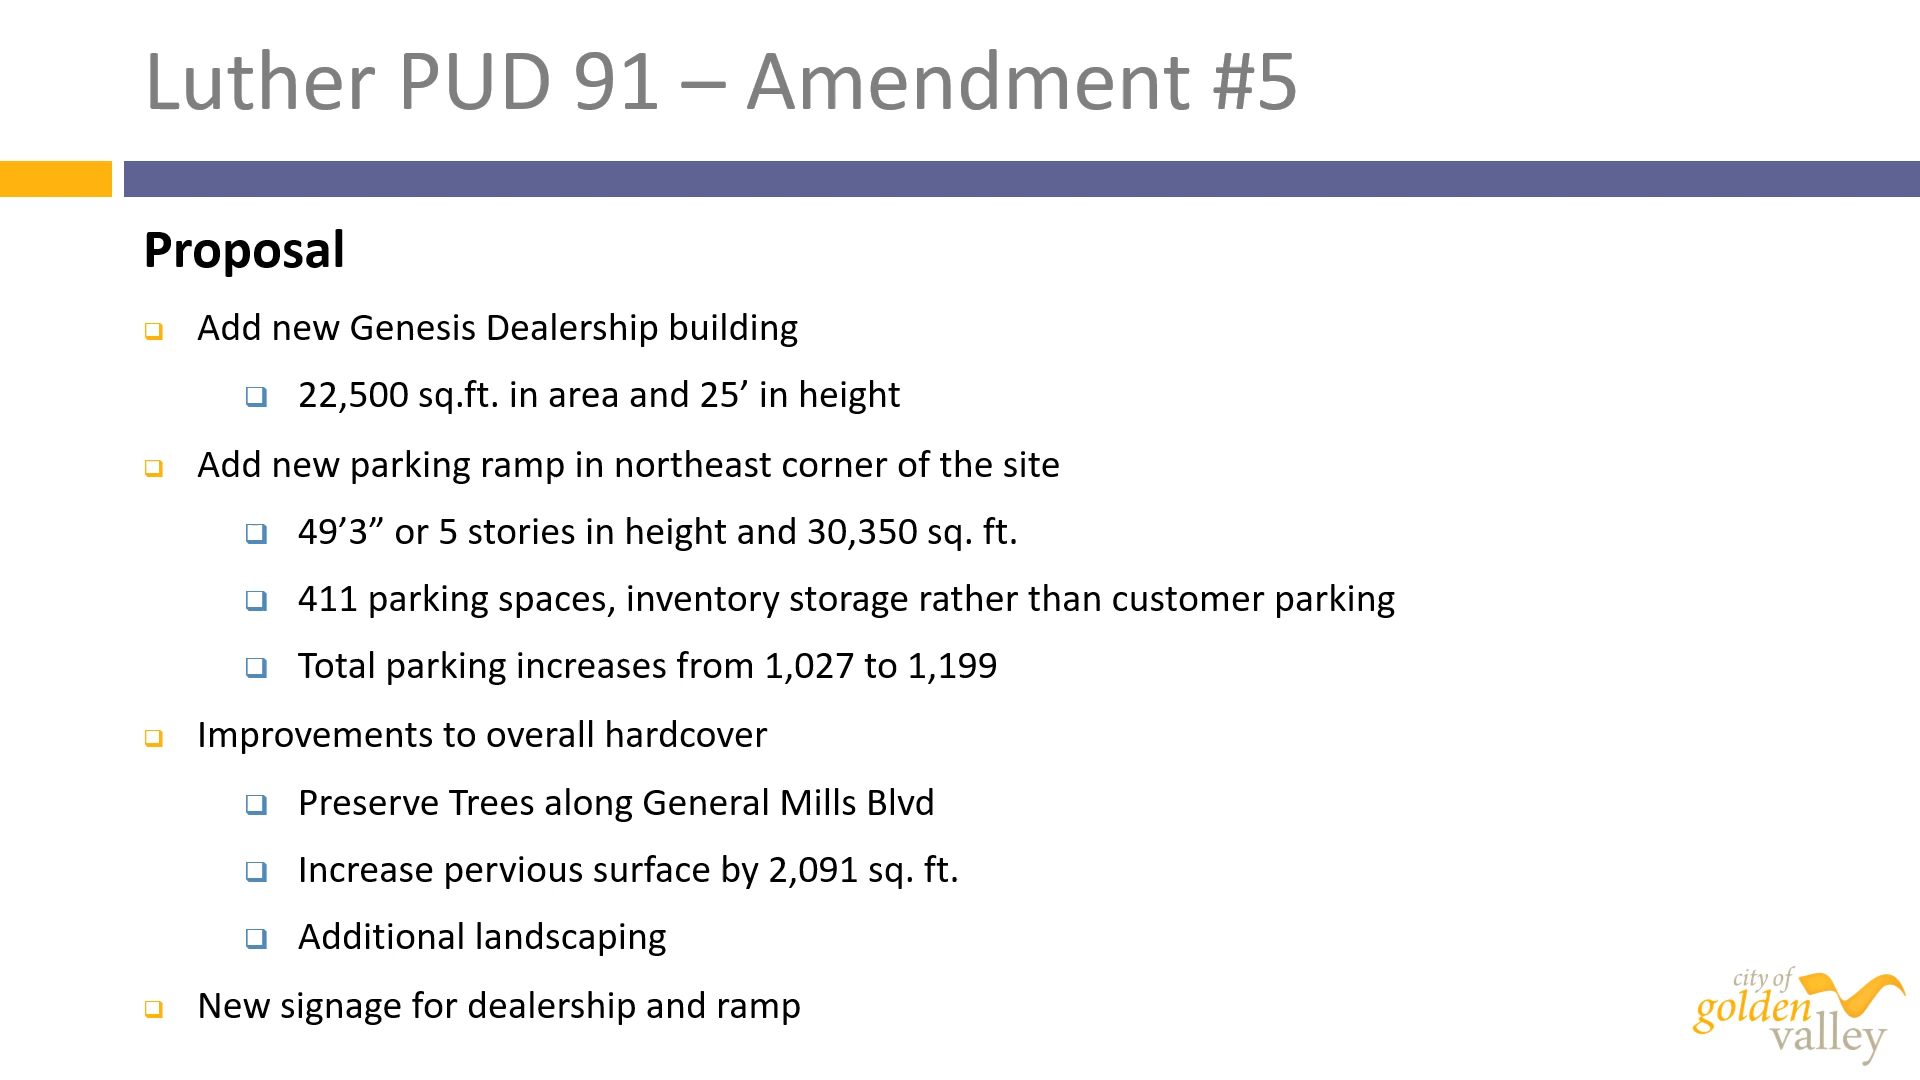 Luther PUD 91 – Amendment #5
Proposal
Add new Genesis Dealership building
22,500 sq.ft. in area and 25’ in height
Add new parking ramp in northeast corner of the site
49’3” or 5 stories in height and 30,350 sq. ft.
411 parking spaces, inventory storage rather than customer parking
Total parking increases from 1,027 to 1,199
Improvements to overall hardcover
Preserve Trees along General Mills Blvd
Increase pervious surface by 2,091 sq. ft.
Additional landscaping
New signage for dealership and ramp
city of
golden
valley